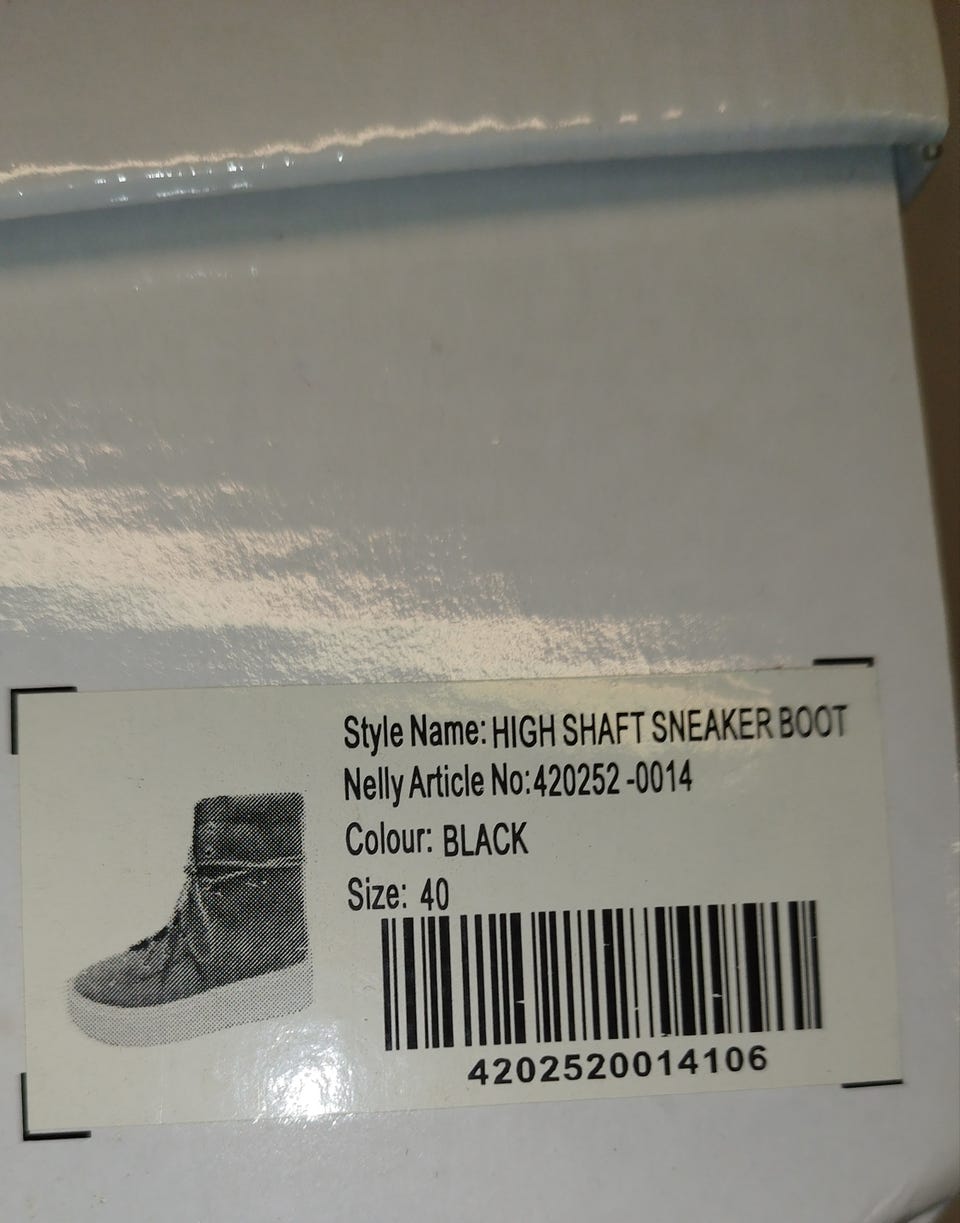 Style Name: HIGH SHAFT SNEAKER BOOT
Nelly Article No:420252 -0014
Colour: BLACK
Size: 40
4202520014106